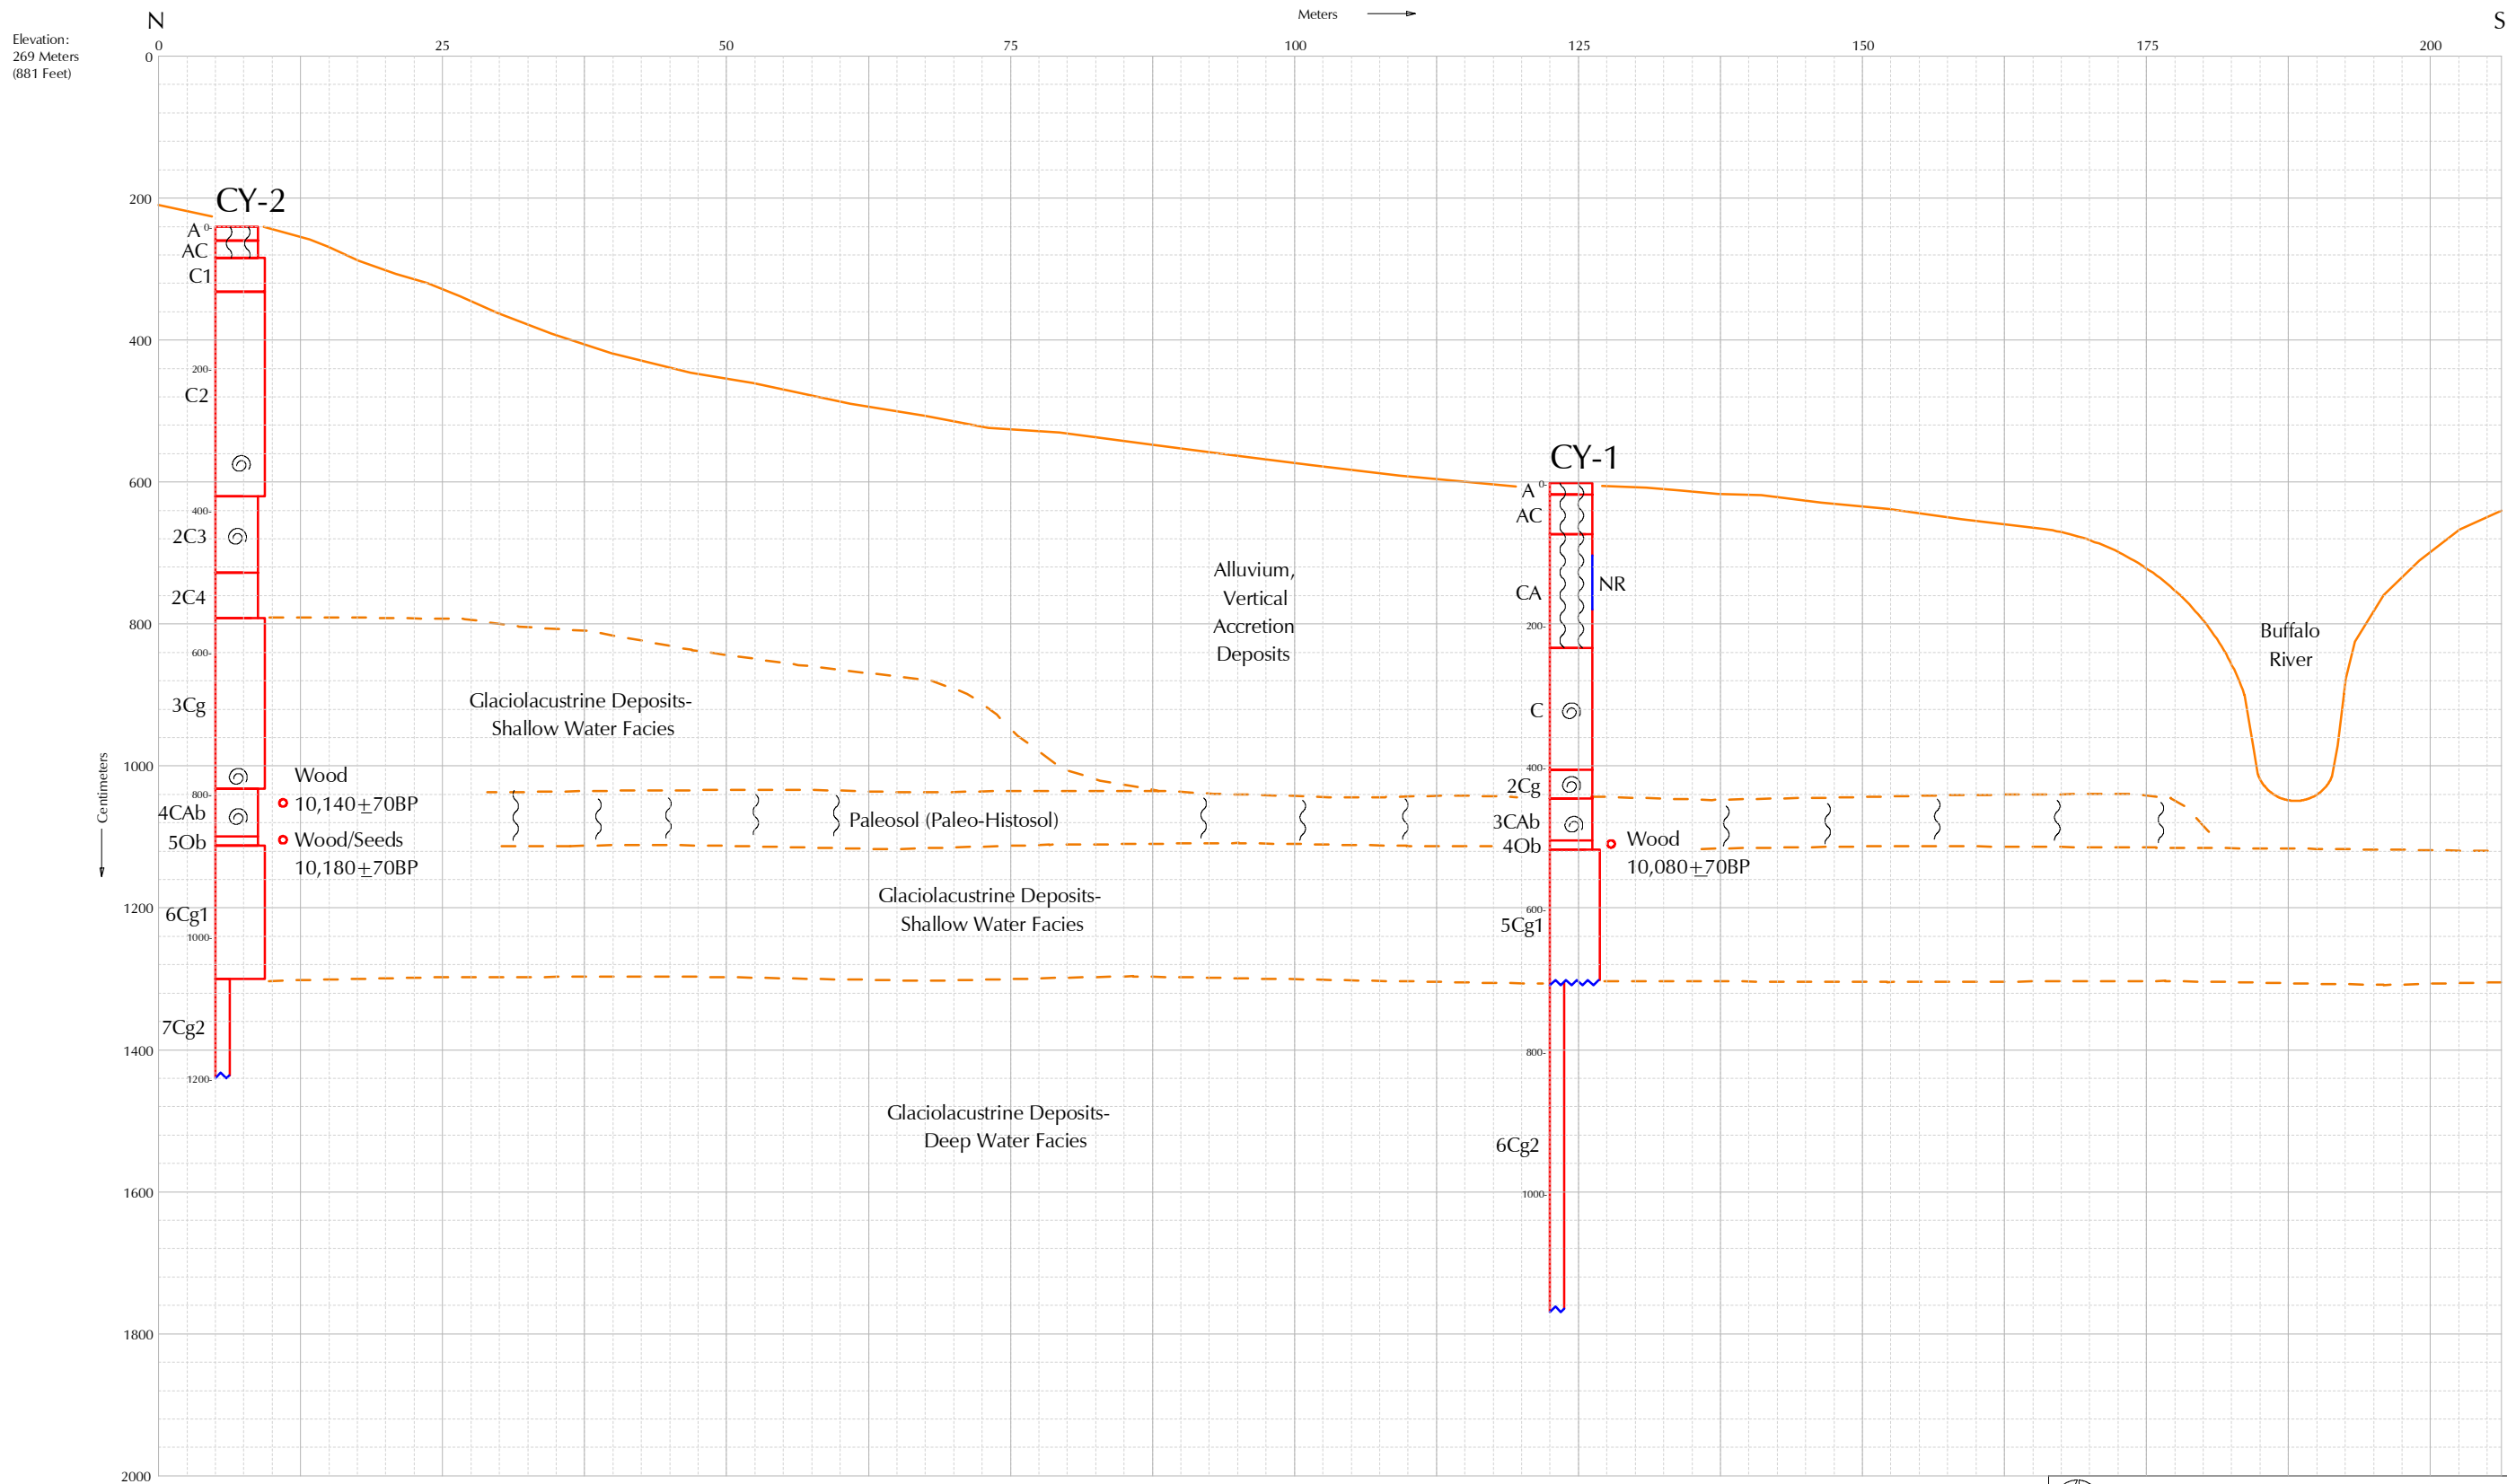 N
Meters
S
Elevation:
269 Meters
(881 Feet)
0
25
50
75
100
125
150
175
200
0
200
400
600
800
1000
1200
1400
1600
1800
2000
Centimeters
CY-2
A
AC
C1
C2
2C3
2C4
3Cg
4CAb
5Ob
6Cg1
7Cg2
0-
200-
400-
600-
800-
1000-
1200-
Wood
10,140±70BP
Wood/Seeds
10,180±70BP
Glaciolacustrine Deposits-
Shallow Water Facies
Paleosol (Paleo-Histosol)
Glaciolacustrine Deposits-
Shallow Water Facies
Glaciolacustrine Deposits-
Deep Water Facies
Alluvium,
Vertical
Accretion
Deposits
CY-1
A
AC
CA
C
2Cg
3CAb
4Ob
5Cg1
6Cg2
0-
200-
400-
600-
800-
1000-
NR
Wood
10,080±70BP
Buffalo
River